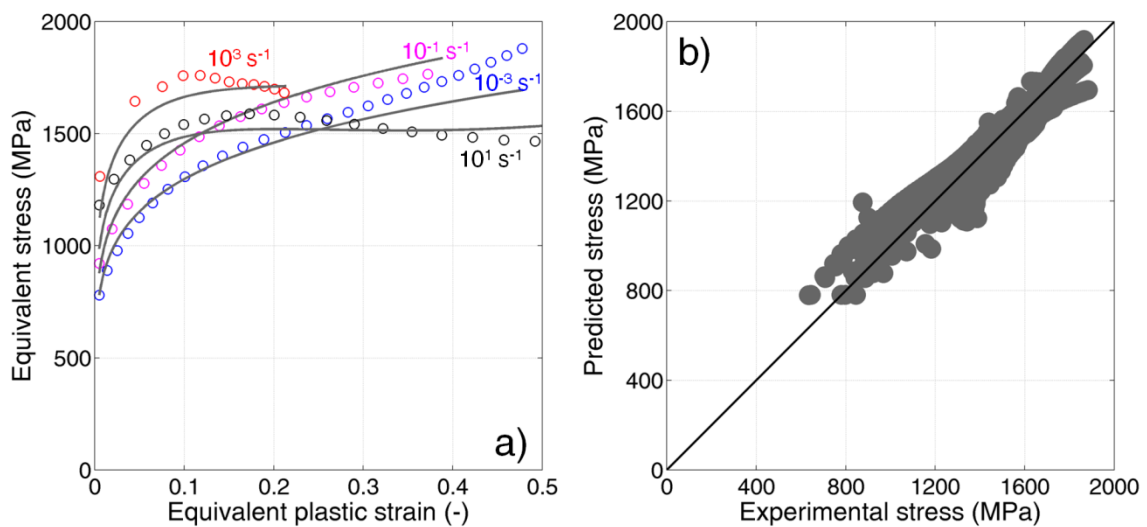 a)
Equivalent stress (MPa)
2000
1500
1000
500
0
0 0.1 0.2 0.3 0.4 0.5
Equivalent plastic strain (-)
10³ s⁻¹
10⁻¹ s⁻¹
10⁻³ s⁻¹
10¹ s⁻¹
b)
Predicted stress (MPa)
2000
1600
1200
800
400
0
0 400 800 1200 1600 2000
Experimental stress (MPa)